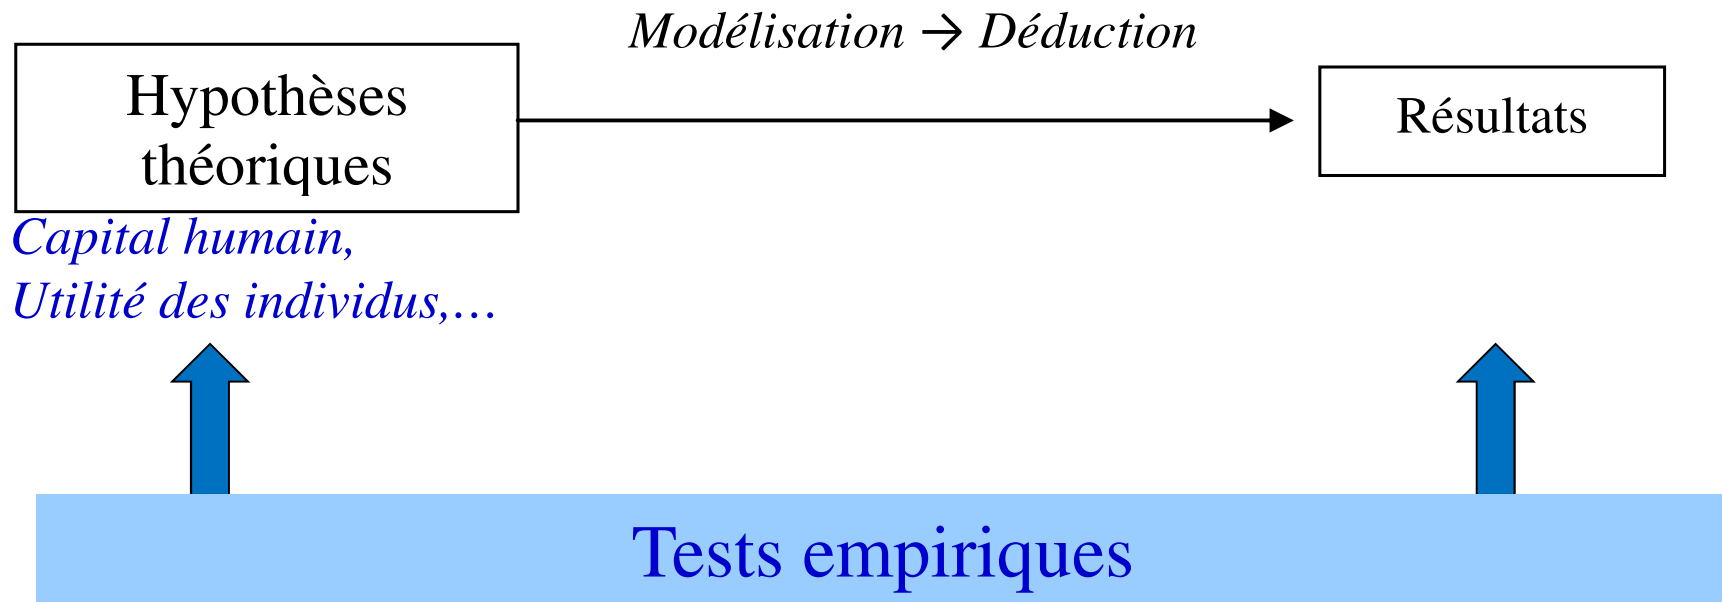 Modélisation → Déduction
Hypothèses
théoriques
Résultats
Capital humain,
Utilité des individus,…
Tests empiriques